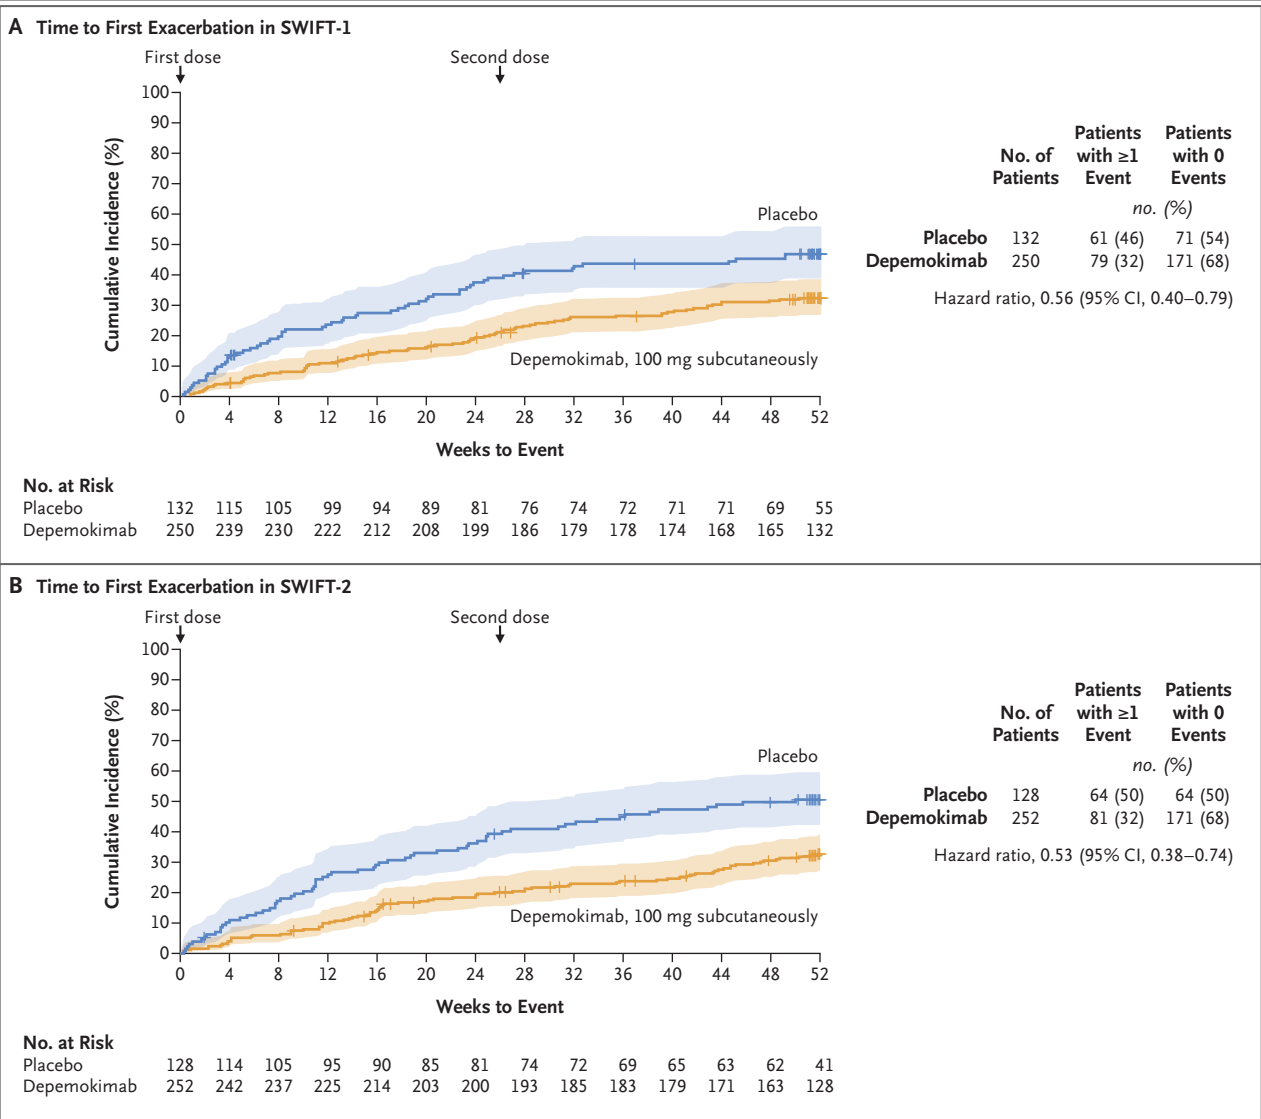 A Time to First Exacerbation in SWIFT-1
First dose Second dose
100
90
80
70
60
50
40
30
20
10
0
Cumulative Incidence (%)
Placebo
Depemokimab, 100 mg subcutaneously
0 4 8 12 16 20 24 28 32 36 40 44 48 52
Weeks to Event
Patients Patients
No. of with ≥1 with 0
Patients Event Events
no. (%)
Placebo 132 61 (46) 71 (54)
Depemokimab 250 79 (32) 171 (68)
Hazard ratio, 0.56 (95% CI, 0.40–0.79)
No. at Risk
Placebo 132 115 105 99 94 89 81 76 74 72 71 71 69 55
Depemokimab 250 239 230 222 212 208 199 186 179 178 174 168 165 132
B Time to First Exacerbation in SWIFT-2
First dose Second dose
100
90
80
70
60
50
40
30
20
10
0
Cumulative Incidence (%)
Placebo
Depemokimab, 100 mg subcutaneously
0 4 8 12 16 20 24 28 32 36 40 44 48 52
Weeks to Event
Patients Patients
No. of with ≥1 with 0
Patients Event Events
no. (%)
Placebo 128 64 (50) 64 (50)
Depemokimab 252 81 (32) 171 (68)
Hazard ratio, 0.53 (95% CI, 0.38–0.74)
No. at Risk
Placebo 128 114 105 95 90 85 81 74 72 69 65 63 62 41
Depemokimab 252 242 237 225 214 203 200 193 185 183 179 171 163 128